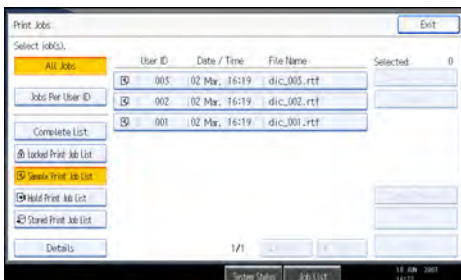 Print Jobs
Exit
Select job(s).
All Jobs
User ID Date / Time File Name
Selected: 0
003 02 Mar. 16:19 dic_003.rtf
Jobs Per User ID
002 02 Mar. 16:19 dic_002.rtf
001 02 Mar. 16:19 dic_001.rtf
Complete List
Locked Print Job List
Sample Print Job List
Hold Print Job List
Stored Print Job List
Details
1/1
System Status
Job List